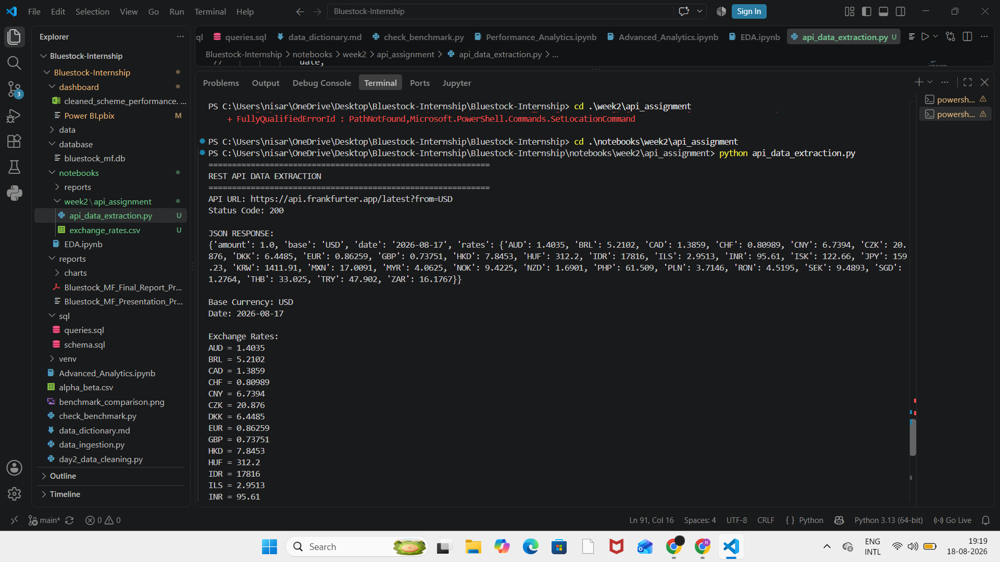 File Edit Selection View Go Run Terminal Help
Bluestock-Internship
Sign In
Explorer
ql queries.sql data_dictionary.md check_benchmark.py Performance_Analytics.ipynb Advanced_Analytics.ipynb EDA.ipynb api_data_extraction.py U
Bluestock-Internship > notebooks > week2 > api_assignment > api_data_extraction.py > ...
77 date,
Problems Output Debug Console Terminal Ports Jupyter
Bluestock-Internship
Bluestock-Internship
dashboard
cleaned_scheme_performance. ...
Power BI.pbix M
data
database
bluestock_mf.db
notebooks
reports
week2\api_assignment
api_data_extraction.py U
exchange_rates.csv U
EDA.ipynb
reports
charts
Bluestock_MF_Final_Report_Pr...
Bluestock_MF_Presentation_Pr...
sql
queries.sql
schema.sql
venv
Advanced_Analytics.ipynb
alpha_beta.csv
benchmark_comparison.png
check_benchmark.py
data_dictionary.md
data_ingestion.py
day2_data_cleaning.py
Outline
Timeline
3
PS C:\Users\nisar\OneDrive\Desktop\Bluestock-Internship\Bluestock-Internship> cd .\week2\api_assignment
+ FullyQualifiedErrorId : PathNotFound,Microsoft.PowerShell.Commands.SetLocationCommand
PS C:\Users\nisar\OneDrive\Desktop\Bluestock-Internship\Bluestock-Internship> cd .\notebooks\week2\api_assignment
PS C:\Users\nisar\OneDrive\Desktop\Bluestock-Internship\Bluestock-Internship\notebooks\week2\api_assignment> python api_data_extraction.py
============================================================
REST API DATA EXTRACTION
============================================================
API URL: https://api.frankfurter.app/latest?from=USD
Status Code: 200
JSON RESPONSE:
{'amount': 1.0, 'base': 'USD', 'date': '2026-08-17', 'rates': {'AUD': 1.4035, 'BRL': 5.2102, 'CAD': 1.3859, 'CHF': 0.80989, 'CNY': 6.7394, 'CZK': 20.
876, 'DKK': 6.4485, 'EUR': 0.86259, 'GBP': 0.73751, 'HKD': 7.8453, 'HUF': 312.2, 'IDR': 17816, 'ILS': 2.9513, 'INR': 95.61, 'ISK': 122.66, 'JPY': 159
.23, 'KRW': 1411.91, 'MXN': 17.0091, 'MYR': 4.0625, 'NOK': 9.4225, 'NZD': 1.6901, 'PHP': 61.509, 'PLN': 3.7146, 'RON': 4.5195, 'SEK': 9.4893, 'SGD':
1.2764, 'THB': 33.025, 'TRY': 47.902, 'ZAR': 16.1767}}
Base Currency: USD
Date: 2026-08-17
Exchange Rates:
AUD = 1.4035
BRL = 5.2102
CAD = 1.3859
CHF = 0.80989
CNY = 6.7394
CZK = 20.876
DKK = 6.4485
EUR = 0.86259
GBP = 0.73751
HKD = 7.8453
HUF = 312.2
IDR = 17816
ILS = 2.9513
INR = 95.61
powersh...
powersh...
main* 0 0
Ln 91, Col 16 Spaces: 4 UTF-8 CRLF { } Python Python 3.13 (64-bit) Go Live
Search
ENG
INTL
19:19
18-08-2026